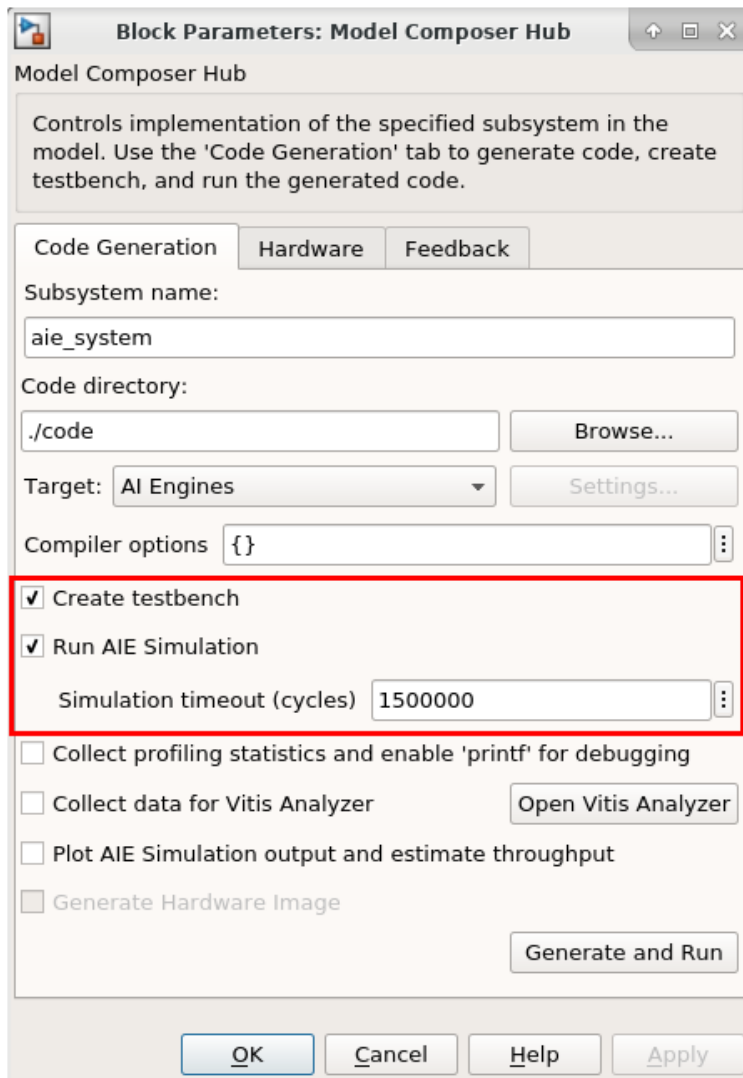 Block Parameters: Model Composer Hub
Model Composer Hub
Controls implementation of the specified subsystem in the
model. Use the 'Code Generation' tab to generate code, create
testbench, and run the generated code.
Code Generation Hardware Feedback
Subsystem name:
aie_system
Code directory:
./code Browse...
Target: AI Engines Settings...
Compiler options {}
Create testbench
Run AIE Simulation
Simulation timeout (cycles) 1500000
Collect profiling statistics and enable 'printf' for debugging
Collect data for Vitis Analyzer Open Vitis Analyzer
Plot AIE Simulation output and estimate throughput
Generate Hardware Image
Generate and Run
OK Cancel Help Apply